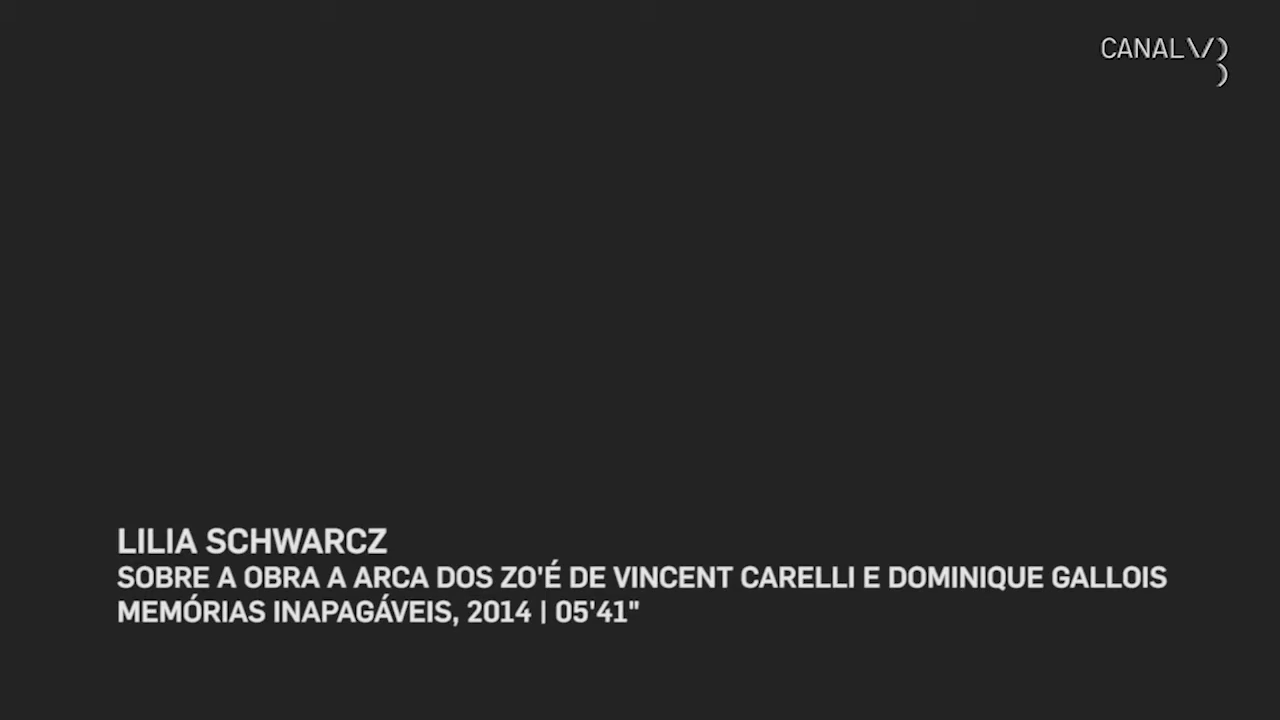 CANAL\/)
)
LILIA SCHWARCZ
SOBRE A OBRA A ARCA DOS ZO'É DE VINCENT CARELLI E DOMINIQUE GALLOIS
MEMÓRIAS INAPAGÁVEIS, 2014 | 05'41"